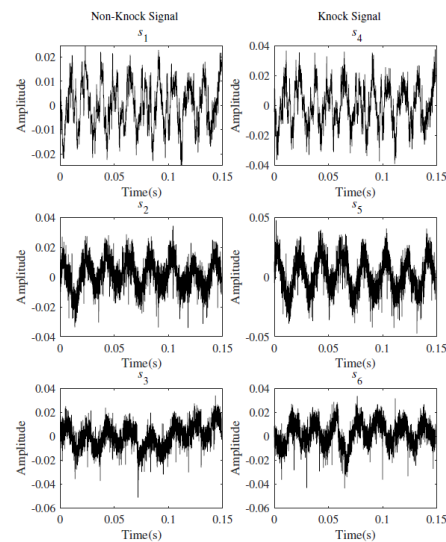 Non-Knock Signal
s1
Amplitude
0.02
0.01
0
-0.01
-0.02
0
0.05
0.1
0.15
Time(s)
Knock Signal
s4
Amplitude
0.04
0.02
0
-0.02
-0.04
0
0.05
0.1
0.15
Time(s)
s2
Amplitude
0.04
0.02
0
-0.02
-0.04
0
0.05
0.1
0.15
Time(s)
s5
Amplitude
0.05
0
-0.05
0
0.05
0.1
0.15
Time(s)
s3
Amplitude
0.04
0.02
0
-0.02
-0.04
-0.06
0
0.05
0.1
0.15
Time(s)
s6
Amplitude
0.04
0.02
0
-0.02
-0.04
-0.06
0
0.05
0.1
0.15
Time(s)